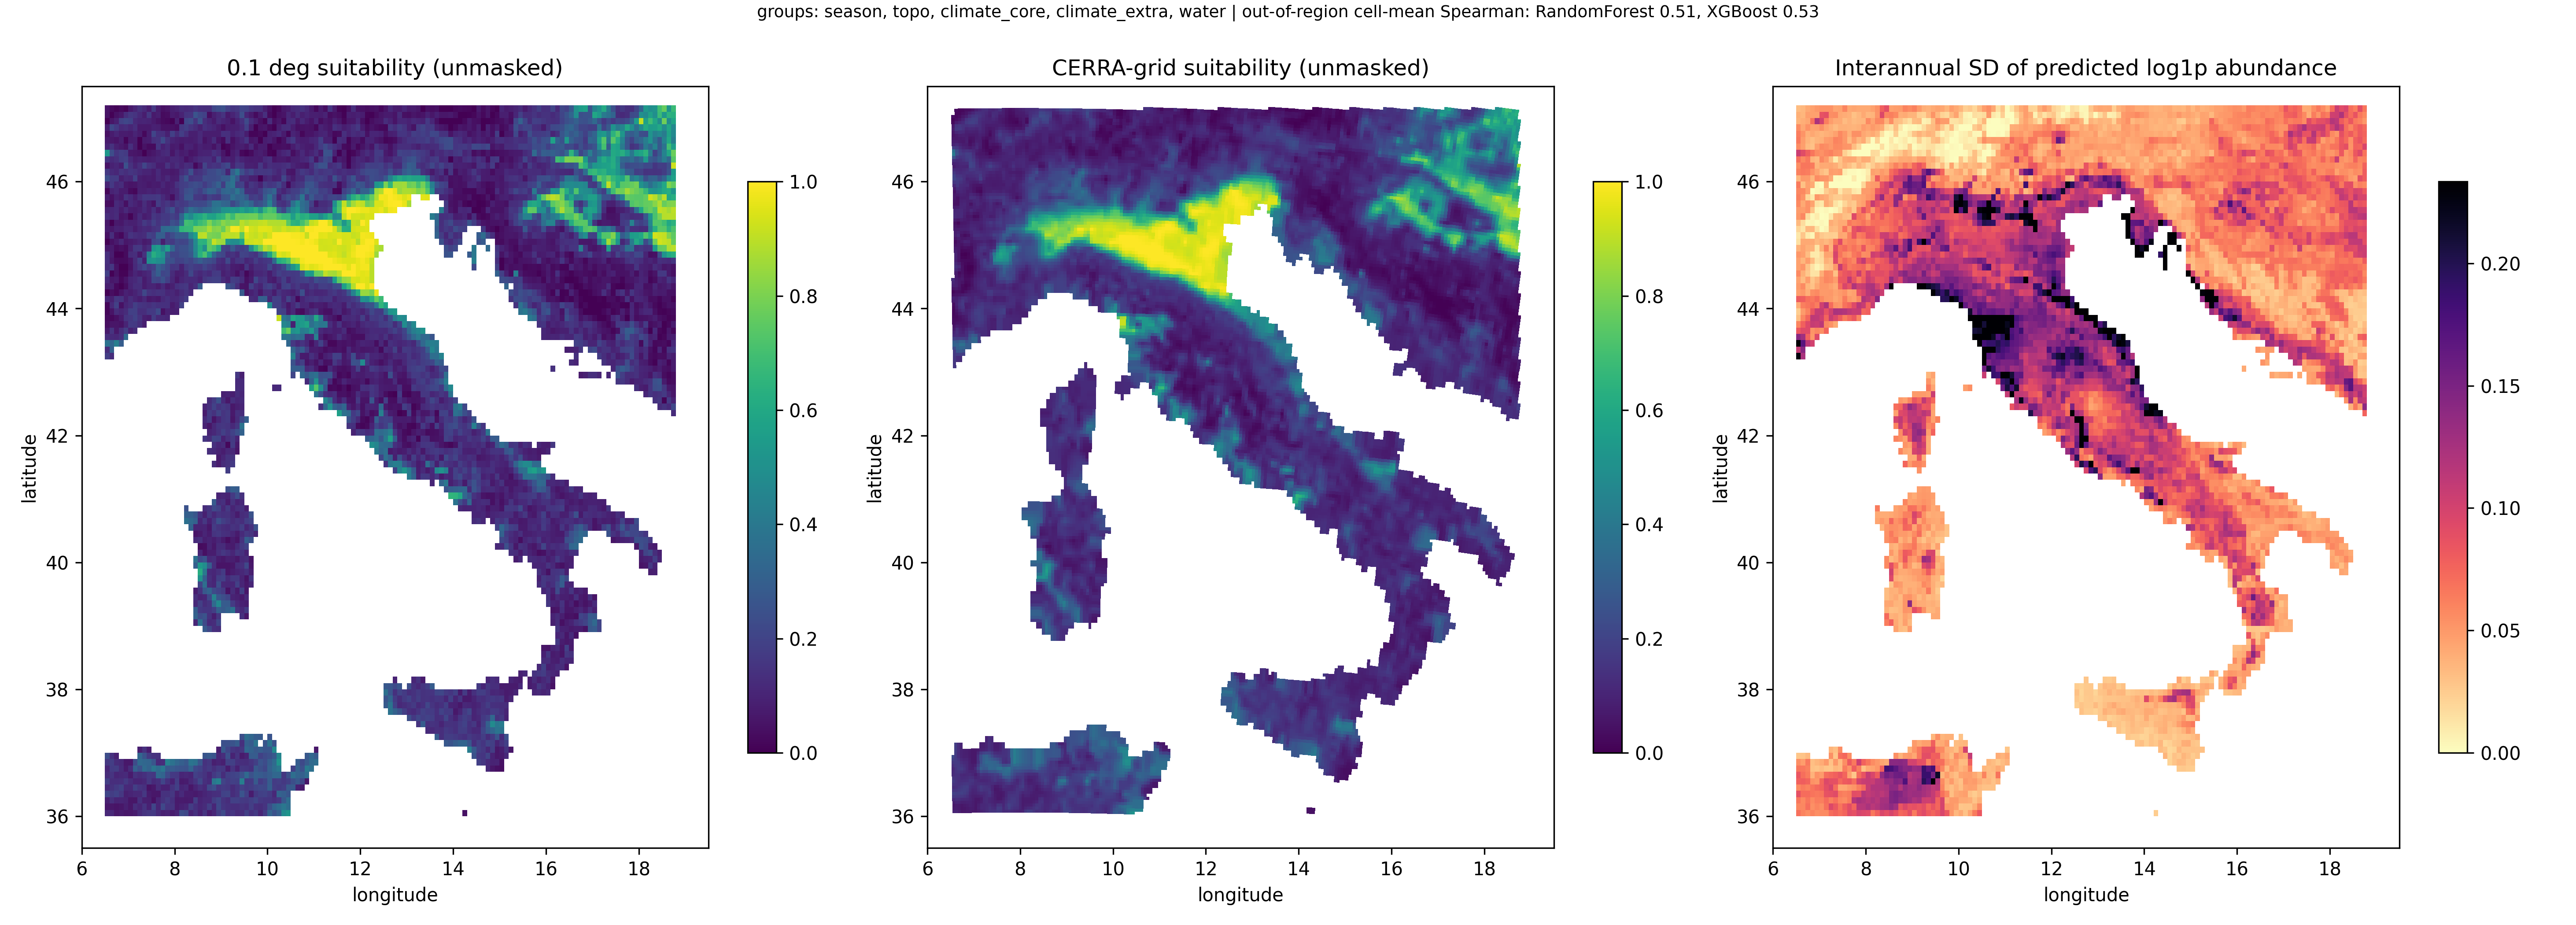 groups: season, topo, climate_core, climate_extra, water | out-of-region cell-mean Spearman: RandomForest 0.51, XGBoost 0.53
0.1 deg suitability (unmasked)
46
44
42
40
38
36
latitude
6 8 10 12 14 16 18
longitude
1.0
0.8
0.6
0.4
0.2
0.0
CERRA-grid suitability (unmasked)
46
44
42
40
38
36
latitude
6 8 10 12 14 16 18
longitude
1.0
0.8
0.6
0.4
0.2
0.0
Interannual SD of predicted log1p abundance
46
44
42
40
38
36
latitude
6 8 10 12 14 16 18
longitude
0.20
0.15
0.10
0.05
0.00